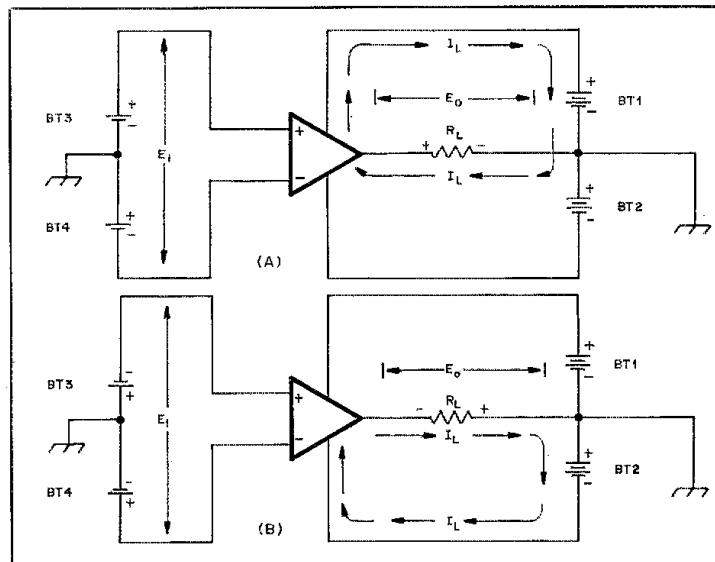 I_L
+
BT3
-
E_O
+
BT1
-
R_L
+ -
E_i
+
-
I_L
+
BT4
-
+
BT2
-
(A)
-
BT3
+
E_o
+
BT1
-
R_L
- +
E_i
+
-
I_L
-
BT4
+
+
BT2
-
I_L
(B)